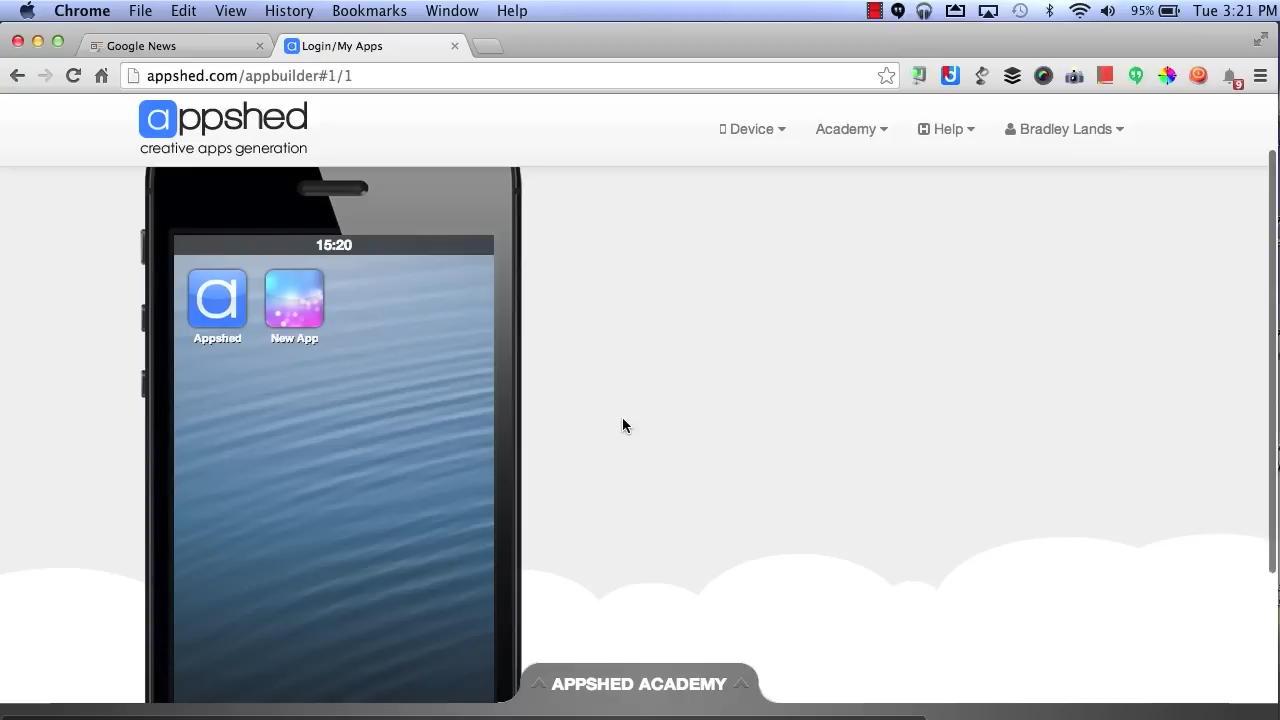 Chrome File Edit View History Bookmarks Window Help 95% Tue 3:21 PM
Google News Login/My Apps
appshed.com/appbuilder#1/1 9
appshed
creative apps generation
Device Academy Help Bradley Lands
15:20
a
Appshed New App
APPSHED ACADEMY